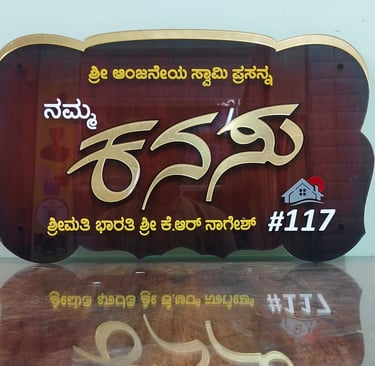 ಶ್ರೀ ಆಂಜನೇಯ ಸ್ವಾಮಿ ಪ್ರಸನ್ನ
ನಮ್ಮ
ಕನಸು
ಶ್ರೀಮತಿ ಭಾರತಿ ಶ್ರೀ ಕೆ.ಆರ್ ನಾಗೇಶ್ #117